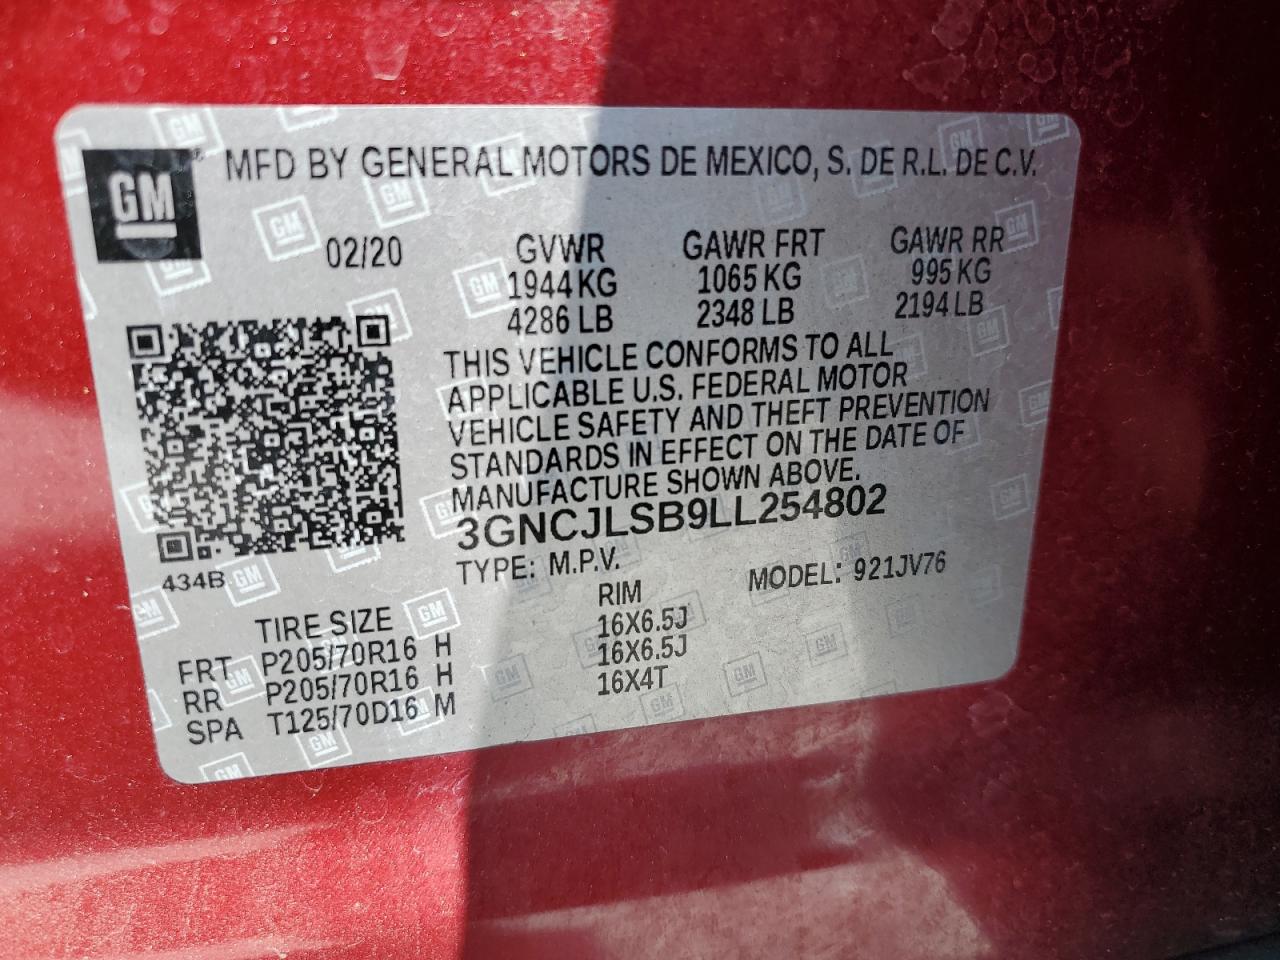 GM MFD BY GENERAL MOTORS DE MEXICO, S. DE R.L. DE C.V.
02/20 GVWR GAWR FRT GAWR RR
1944 KG 1065 KG 995 KG
4286 LB 2348 LB 2194 LB
THIS VEHICLE CONFORMS TO ALL
APPLICABLE U.S. FEDERAL MOTOR
VEHICLE SAFETY AND THEFT PREVENTION
STANDARDS IN EFFECT ON THE DATE OF
MANUFACTURE SHOWN ABOVE.
3GNCJLSB9LL254802
434B TYPE: M.P.V. MODEL: 921JV76
TIRE SIZE RIM
FRT P205/70R16 H 16X6.5J
RR P205/70R16 H 16X6.5J
SPA T125/70D16 M 16X4T